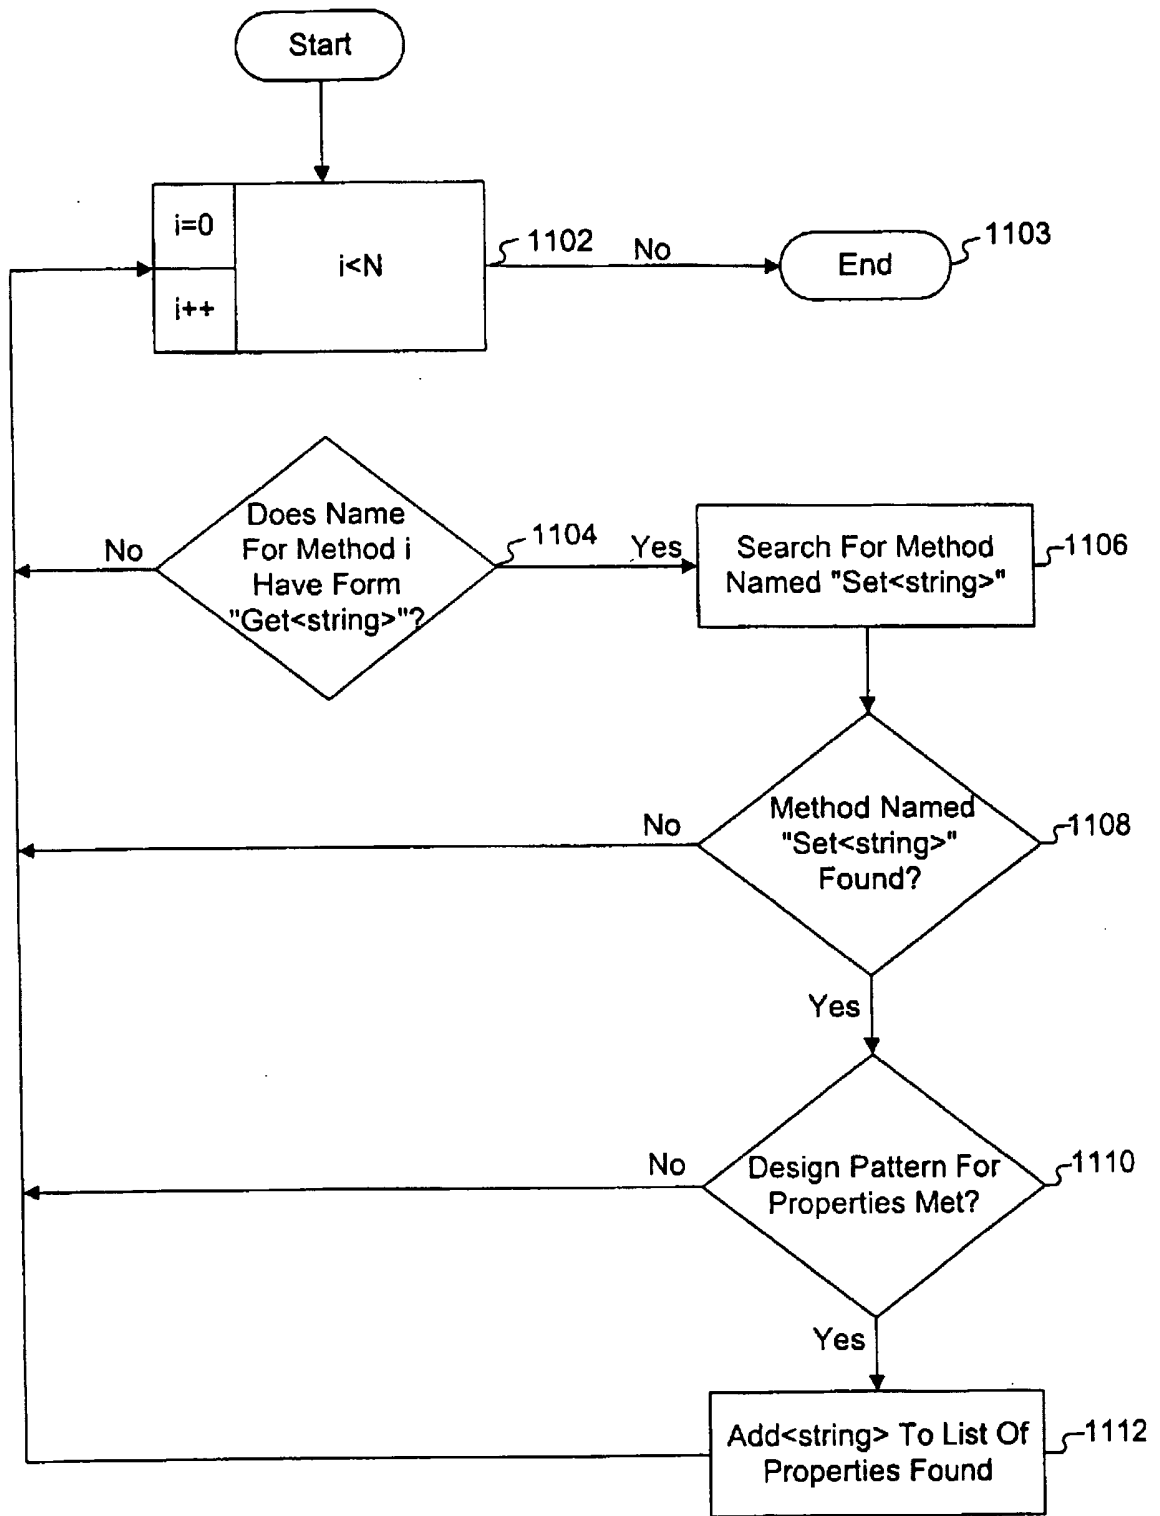 Start
i=0
i<N
i++
1102
No
End
1103
Does Name
For Method i
Have Form
"Get<string>"?
No
1104
Yes
Search For Method
Named "Set<string>"
1106
Method Named
"Set<string>"
Found?
No
1108
Yes
Design Pattern For
Properties Met?
No
1110
Yes
Add<string> To List Of
Properties Found
1112